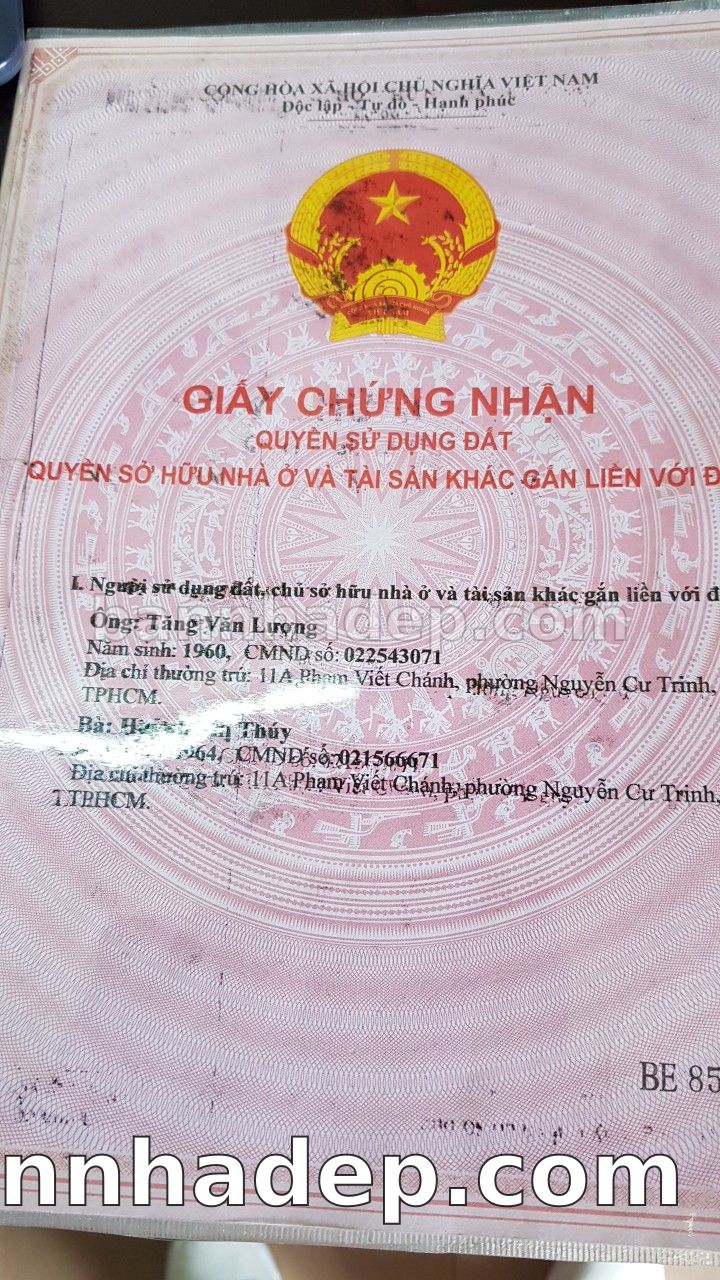 CỘNG HÒA XÃ HỘI CHỦ NGHĨA VIỆT NAM
Độc lập - Tự do - Hạnh phúc
GIẤY CHỨNG NHẬN
QUYỀN SỬ DỤNG ĐẤT
QUYỀN SỞ HỮU NHÀ Ở VÀ TÀI SẢN KHÁC GẮN LIỀN VỚI Đ
I. Người sử dụng đất, chủ sở hữu nhà ở và tài sản khác gắn liền với đ
bannhadep.com
Ông: Tăng Văn Lượng
Năm sinh: 1960, CMND số: 022543071
Địa chỉ thường trú: 11A Phạm Viết Chánh, phường Nguyễn Cư Trinh,
TPHCM.
Bà: Thúy
1964, CMND số: 021566671
Địa chỉ thường trú: 11A Phạm Viết Chánh, phường Nguyễn Cư Trinh,
TPHCM.
BE 85
nnhadep.com